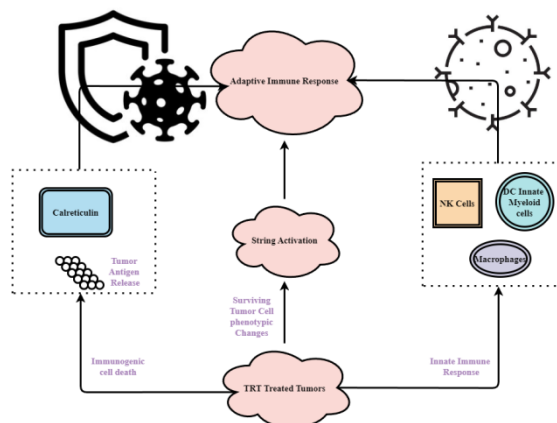 Adaptive Immune Response
Calreticulin
Tumor
Antigen
Release
NK Cells
DC Innate
Myeloid
cells
Macrophages
String Activation
Surviving
Tumor Cell
phenotypic
Changes
Immunogenic
cell death
Innate Immune
Response
TRT Treated Tumors